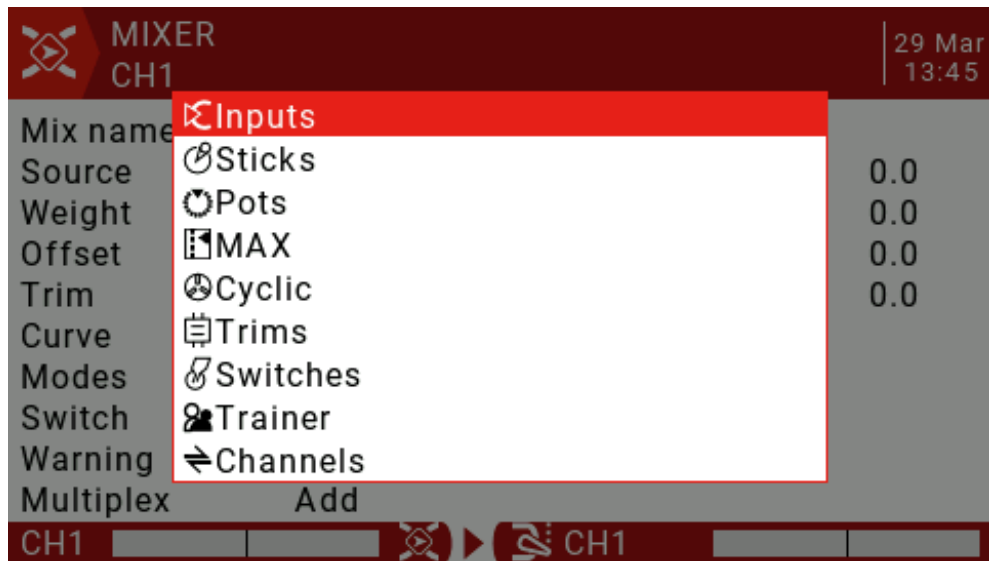 MIXER
CH1
29 Mar
13:45
Mix name
Source
Weight
Offset
Trim
Curve
Modes
Switch
Warning
Multiplex Add
Inputs
Sticks
Pots
MAX
Cyclic
Trims
Switches
Trainer
Channels
0.0
0.0
0.0
0.0
CH1
CH1